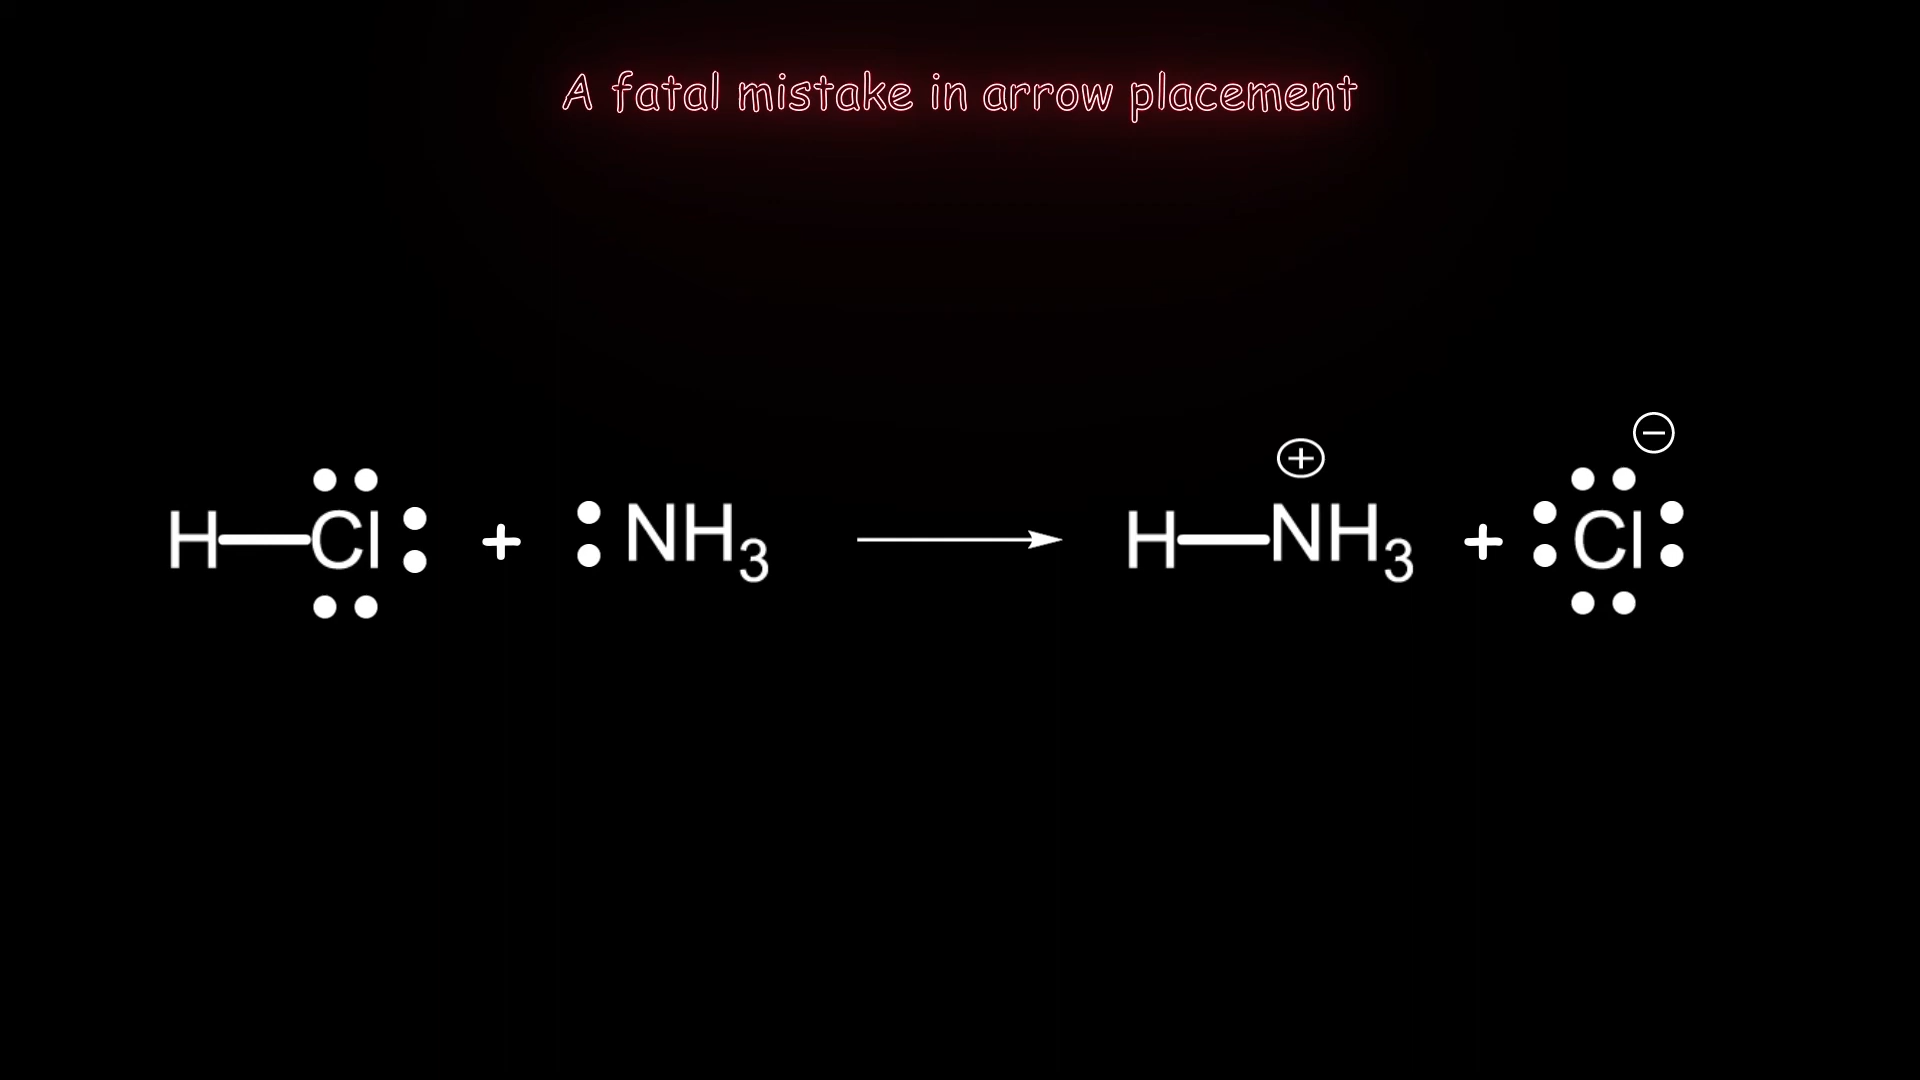 A fatal mistake in arrow placement
H—Cl: + :NH₃ → H—NH₃ ⊕ + :Cl: ⊖